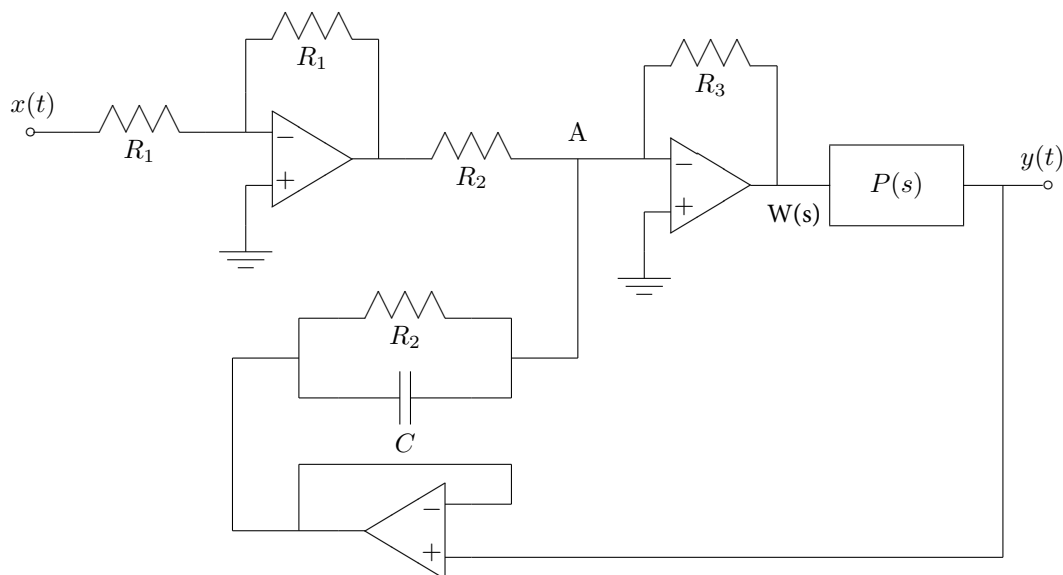 R₁
x(t)
R₁
−
+
R₂
A
R₃
−
+
W(s)
P(s)
y(t)
R₂
C
−
+